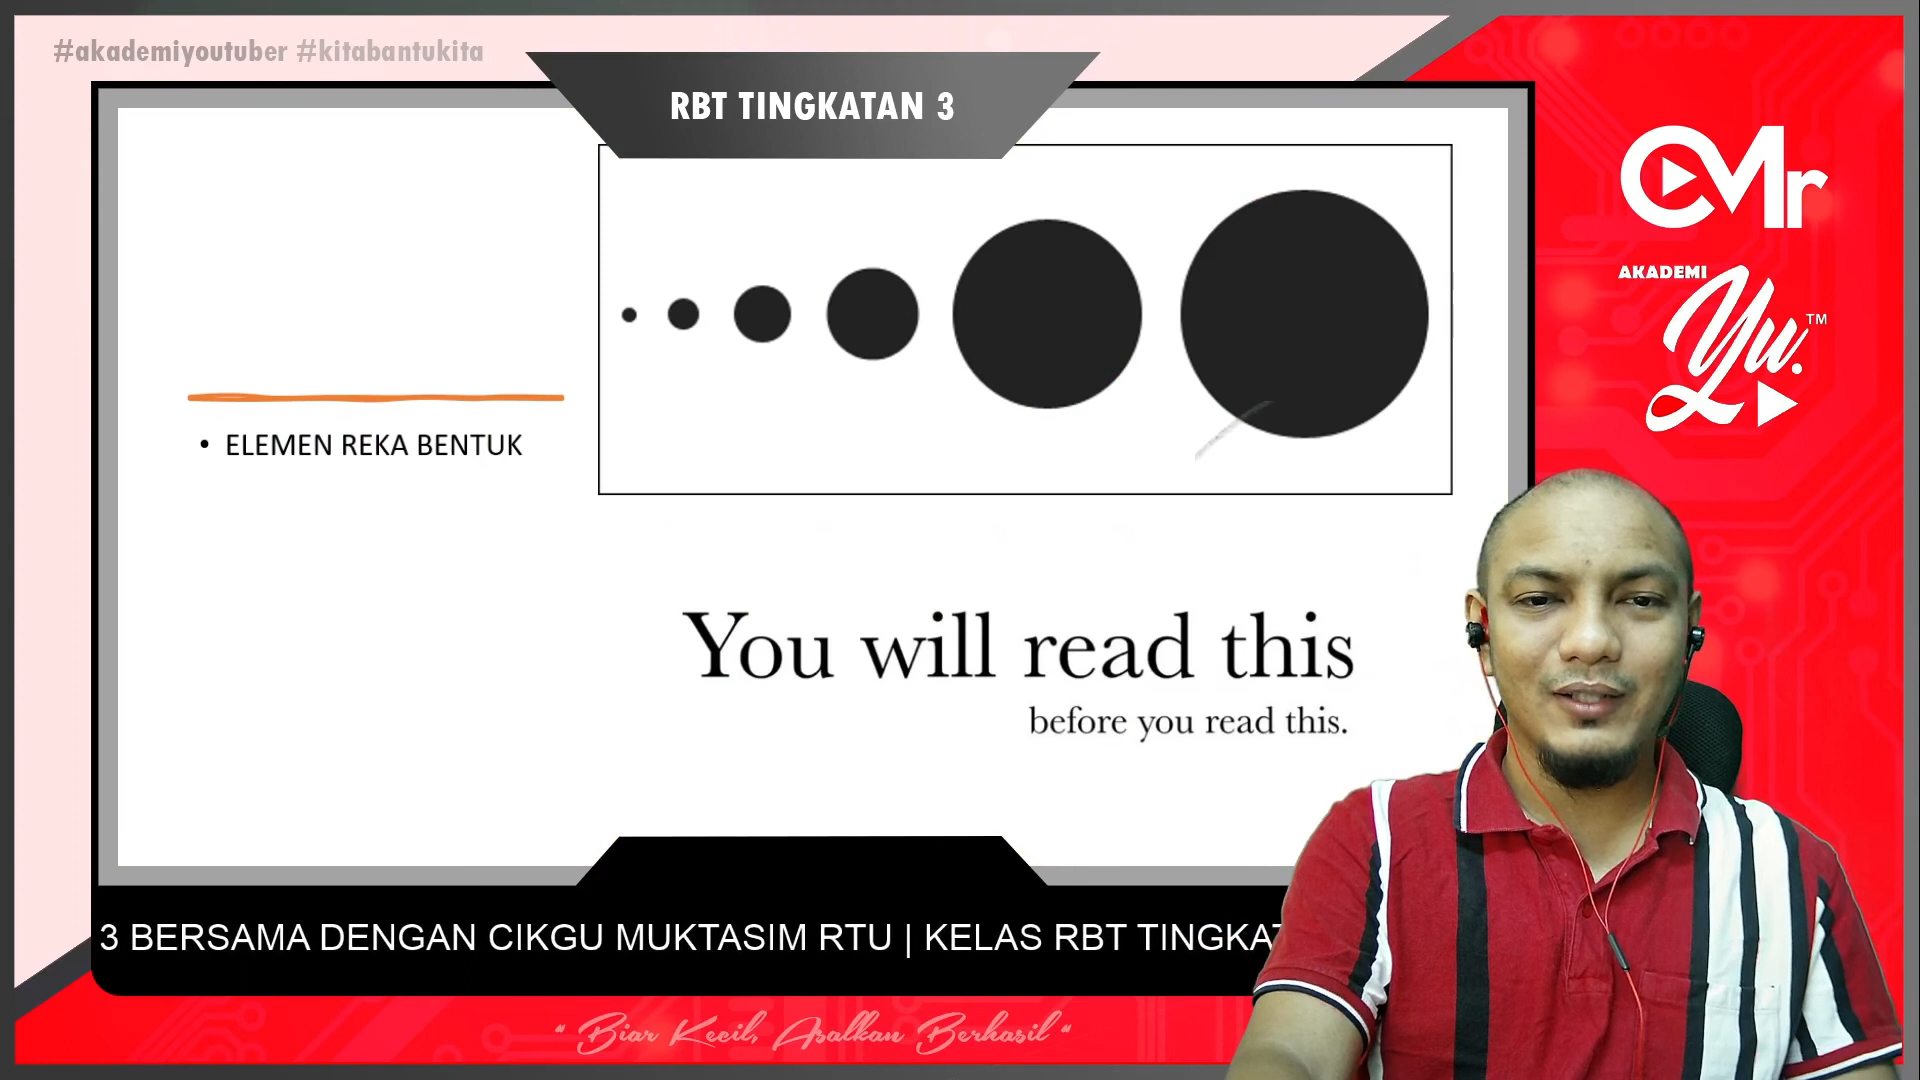 #akademiyoutuber #kitabantukita
RBT TINGKATAN 3
CMr
AKADEMI
Yu.
TM
• ELEMEN REKA BENTUK
You will read this
before you read this.
3 BERSAMA DENGAN CIKGU MUKTASIM RTU | KELAS RBT TINGKAT
" Biar Kecil, Asalkan Berhasil "